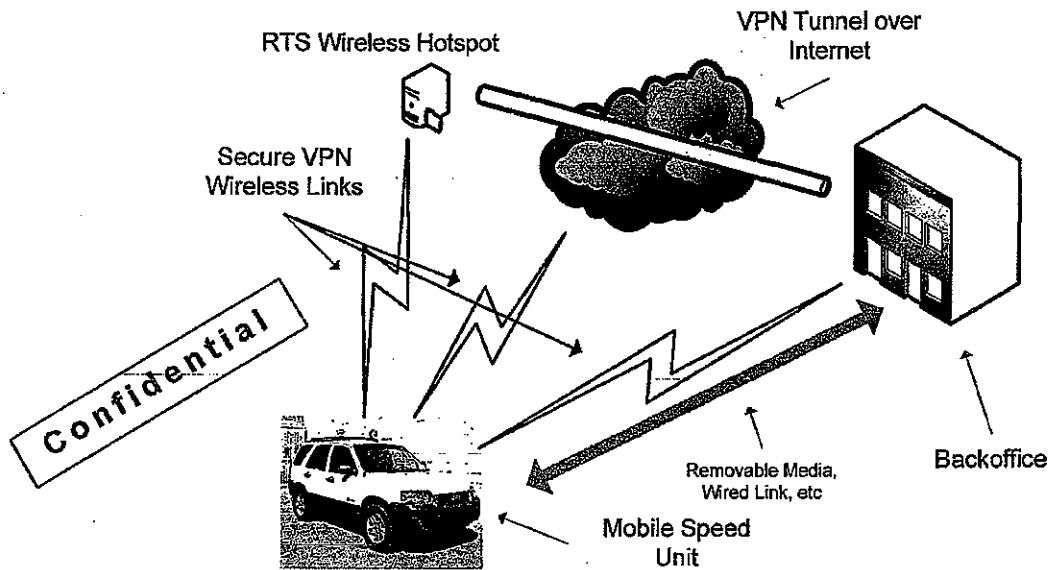 VPN Tunnel over
Internet
RTS Wireless Hotspot
Secure VPN
Wireless Links
Confidential
Removable Media,
Wired Link, etc
Backoffice
Mobile Speed
Unit